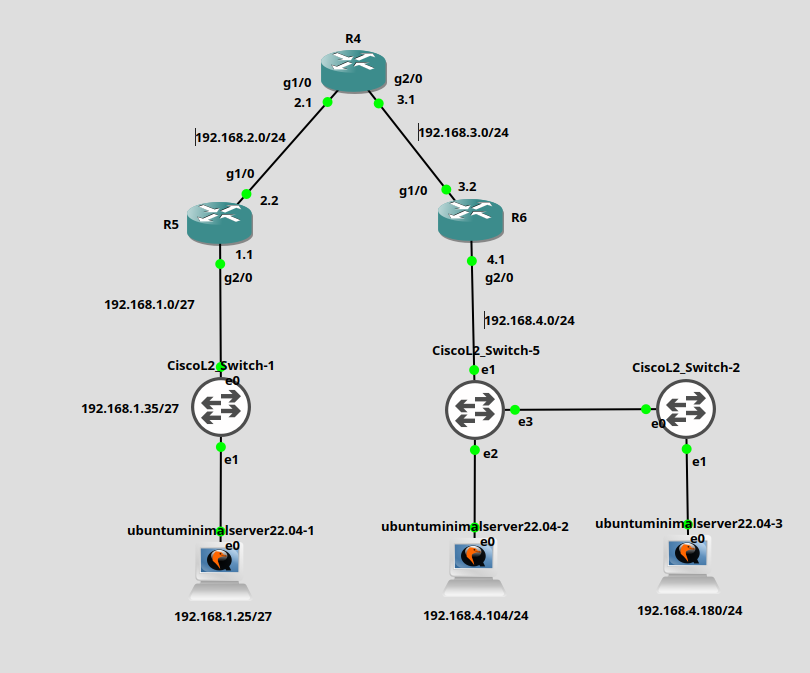 R4
g1/0
g2/0
2.1
3.1
192.168.2.0/24
192.168.3.0/24
g1/0
g1/0
3.2
2.2
R5
R6
1.1
4.1
g2/0
g2/0
192.168.1.0/27
192.168.4.0/24
CiscoL2_Switch-5
CiscoL2_Switch-1
CiscoL2_Switch-2
e1
e0
192.168.1.35/27
e3
e0
e1
e2
e1
ubuntuminimalserver22.04-1
ubuntuminimalserver22.04-2
ubuntuminimalserver22.04-3
e0
e0
e0
192.168.1.25/27
192.168.4.104/24
192.168.4.180/24